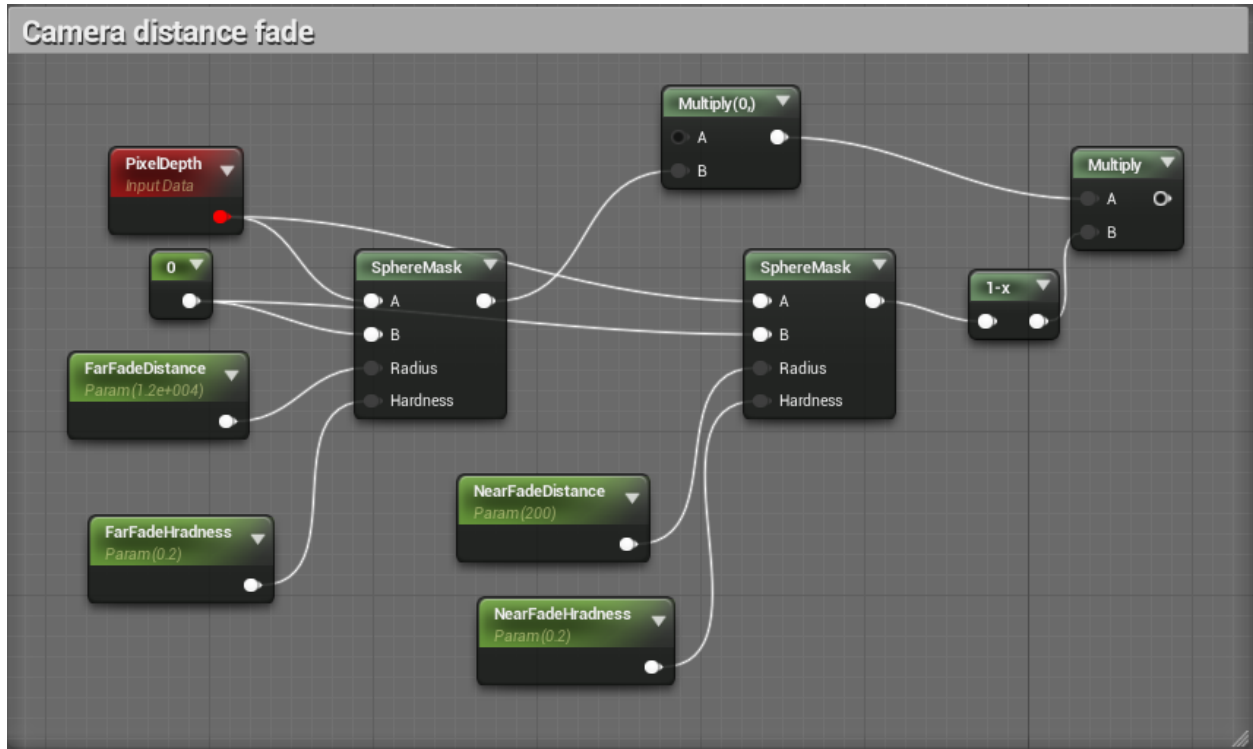 Camera distance fade
Multiply(0,)
A
B
PixelDepth
Input Data
Multiply
A
B
0
SphereMask
A
B
Radius
Hardness
SphereMask
A
B
Radius
Hardness
1-x
FarFadeDistance
Param(1.2e+004)
NearFadeDistance
Param(200)
FarFadeHradness
Param(0.2)
NearFadeHradness
Param(0.2)